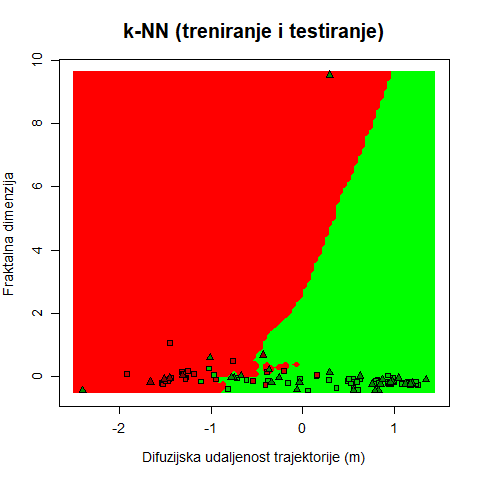 k-NN (treniranje i testiranje)
10
8
6
4
2
0
Fraktalna dimenzija
-2 -1 0 1
Difuzijska udaljenost trajektorije (m)